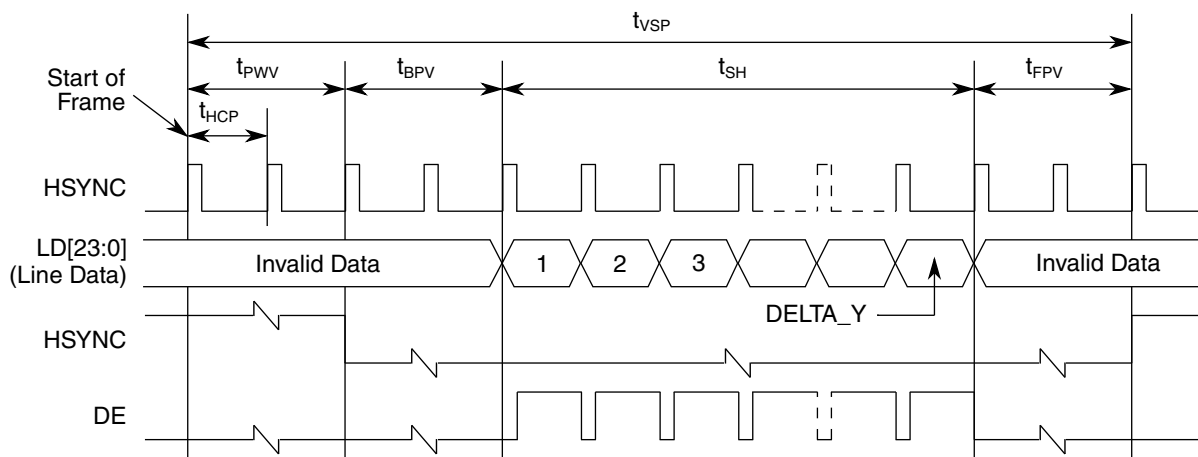 tVSP
tPWV
tBPV
tSH
tFPV
Start of
Frame
tHCP
HSYNC
LD[23:0]
(Line Data)
Invalid Data
1
2
3
Invalid Data
DELTA_Y
HSYNC
DE